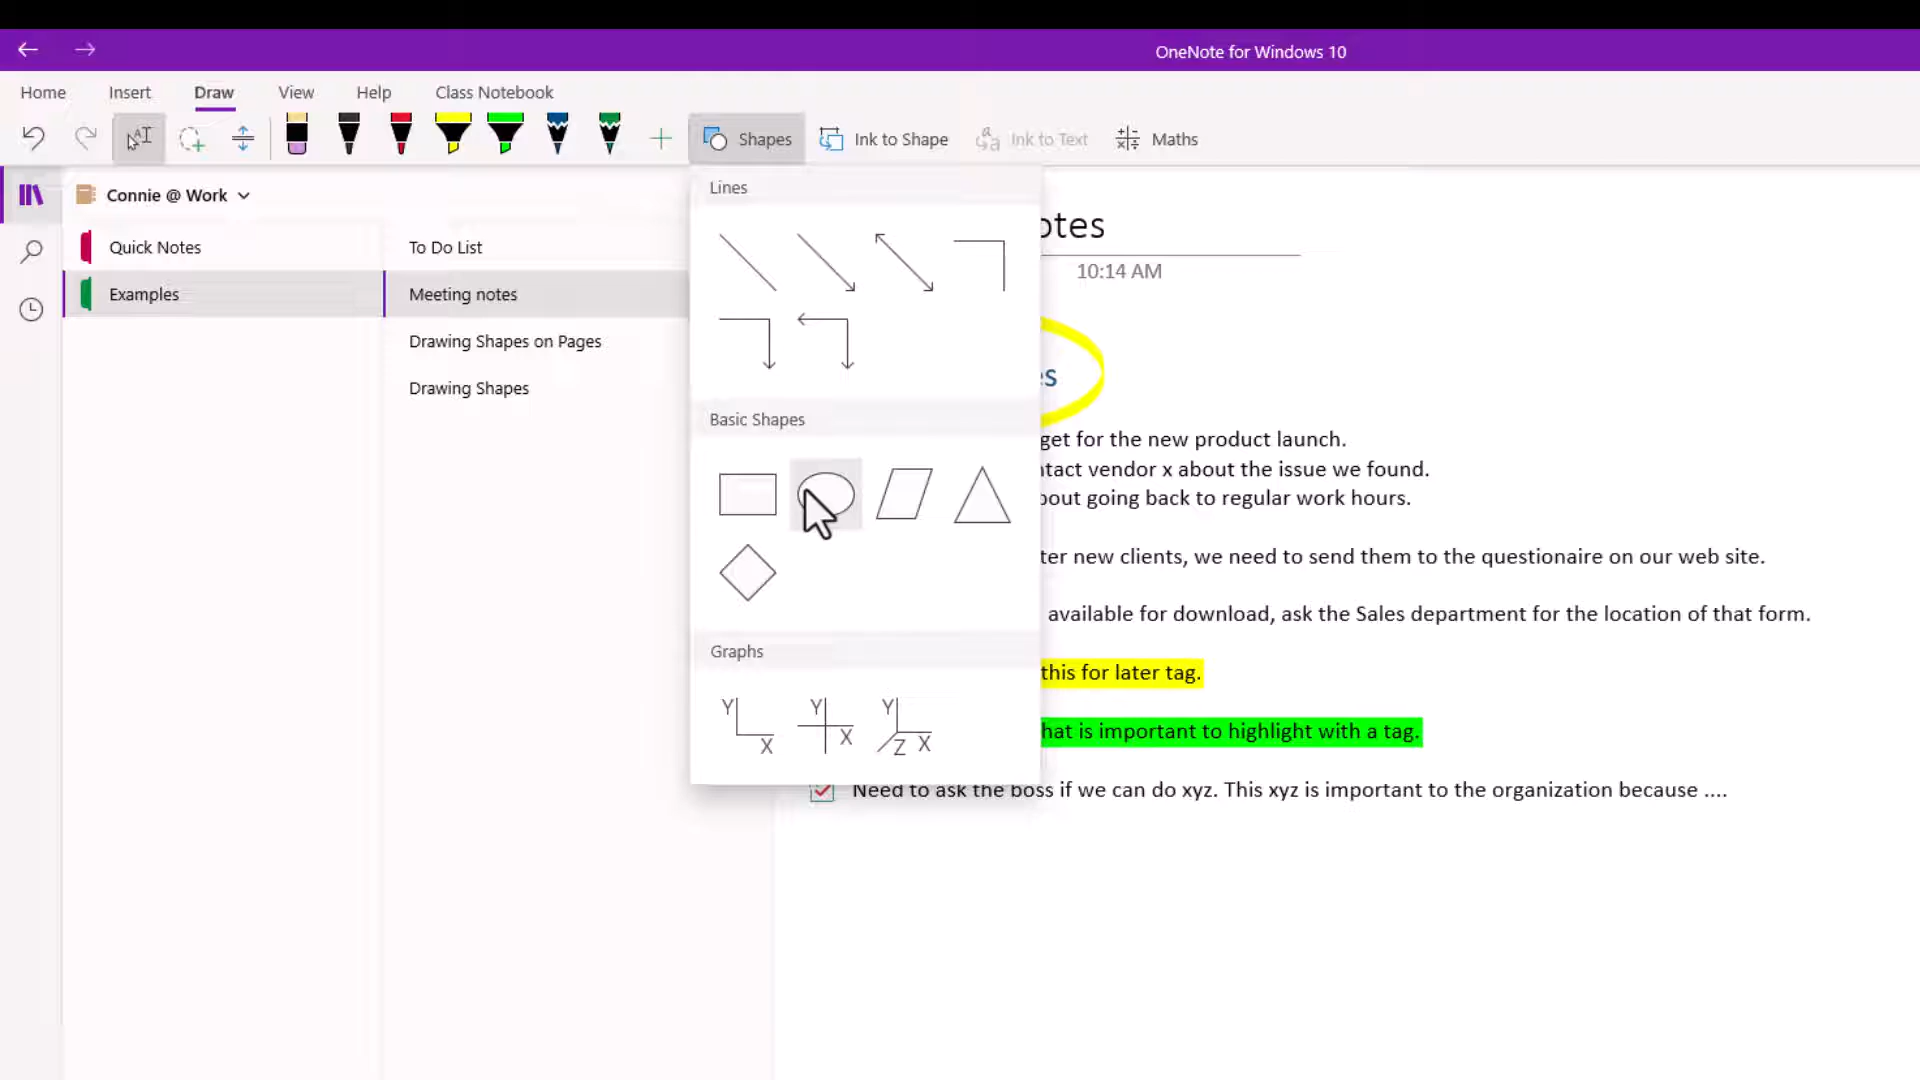 OneNote for Windows 10
Home Insert Draw View Help Class Notebook
Shapes Ink to Shape Ink to Text Maths
Connie @ Work
Quick Notes
Examples
To Do List
Meeting notes
Drawing Shapes on Pages
Drawing Shapes
Lines
Basic Shapes
Graphs
Y X
Y X
Y Z X
otes
10:14 AM
es
get for the new product launch.
ntact vendor x about the issue we found.
bout going back to regular work hours.
ter new clients, we need to send them to the questionaire on our web site.
available for download, ask the Sales department for the location of that form.
this for later tag.
hat is important to highlight with a tag.
Need to ask the boss if we can do xyz. This xyz is important to the organization because ....